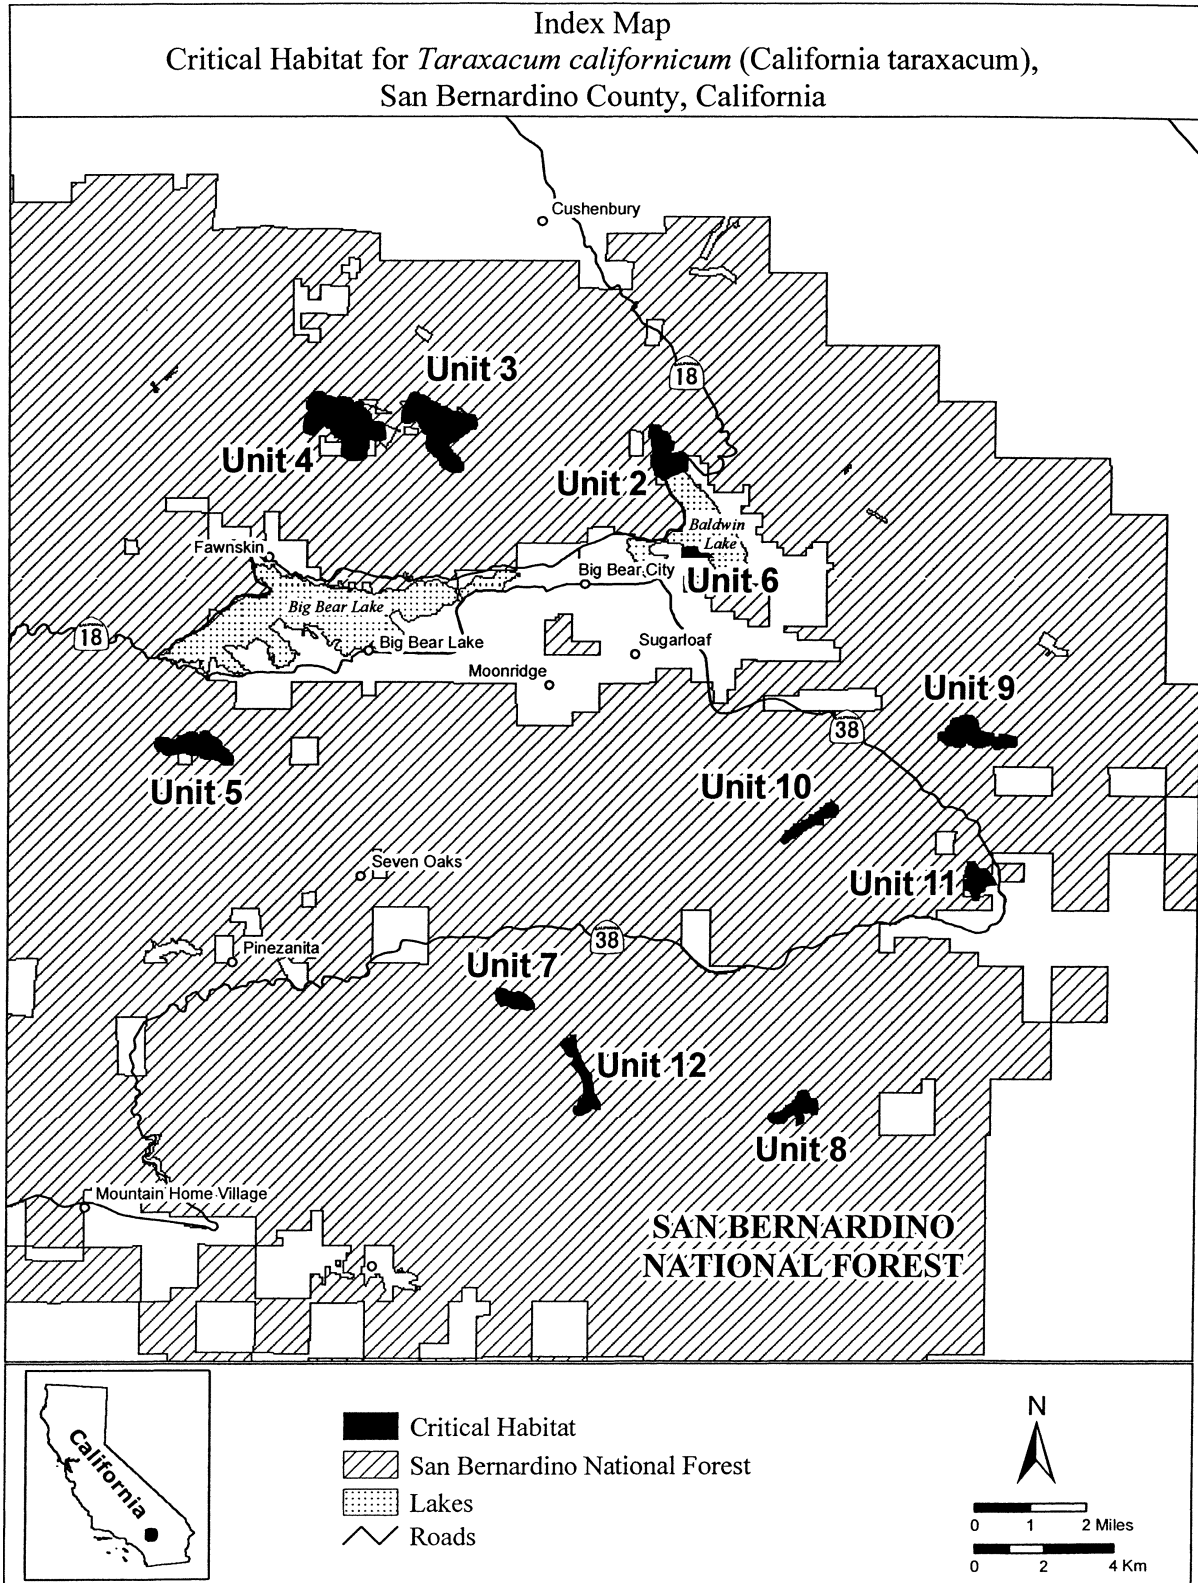 Index Map
Critical Habitat for Taraxacum californicum (California taraxacum),
San Bernardino County, California
Cushenbury
Unit 3
18
Unit 4
Unit 2
Baldwin
Lake
Fawnskin
Big Bear City
Unit 6
Big Bear Lake
18
Big Bear Lake
Sugarloaf
Moonridge
Unit 9
38
Unit 5
Unit 10
Seven Oaks
Unit 11
38
Pinezanita
Unit 7
Unit 12
Unit 8
Mountain Home Village
SAN BERNARDINO
NATIONAL FOREST
California
Critical Habitat
San Bernardino National Forest
Lakes
Roads
N
0 1 2 Miles
0 2 4 Km